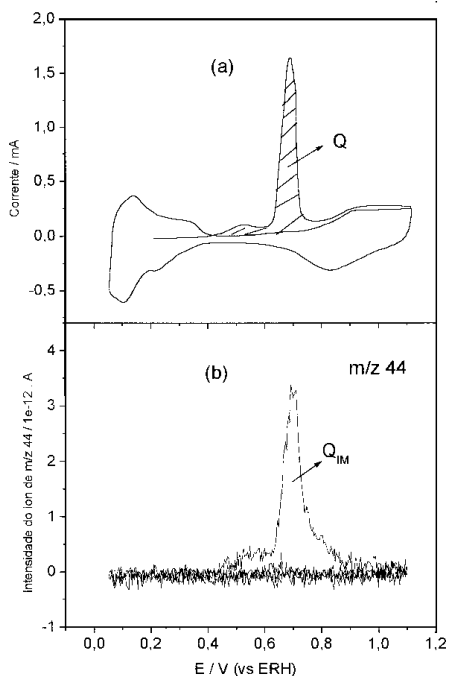 2,0
1,5
1,0
0,5
0,0
-0,5
Corrente / mA
(a)
Q
4
3
2
1
0
-1
Intensidade do íon de m/z 44 / 1e-12 . A
(b)
m/z 44
Q_IM
0,0 0,2 0,4 0,6 0,8 1,0 1,2
E / V (vs ERH)